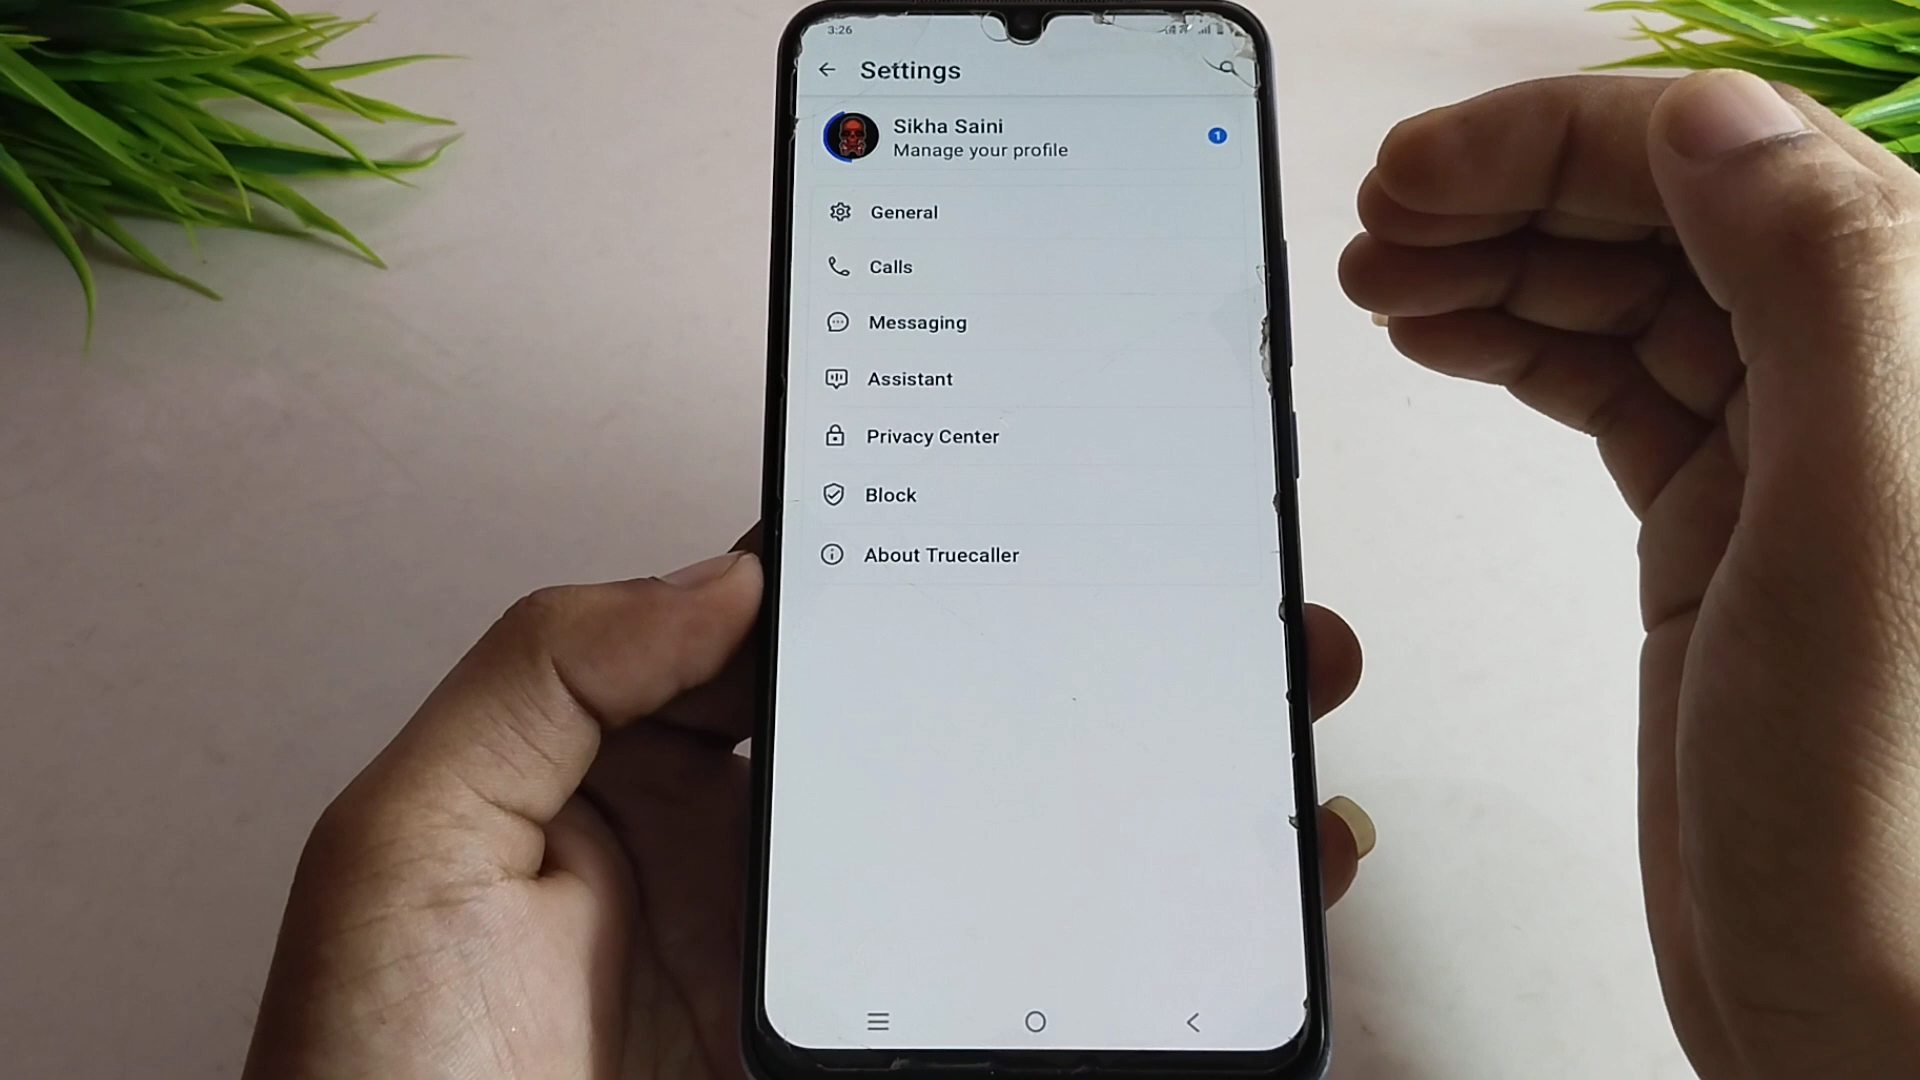 3:26
Settings
Sikha Saini
Manage your profile
1
General
Calls
Messaging
Assistant
Privacy Center
Block
About Truecaller